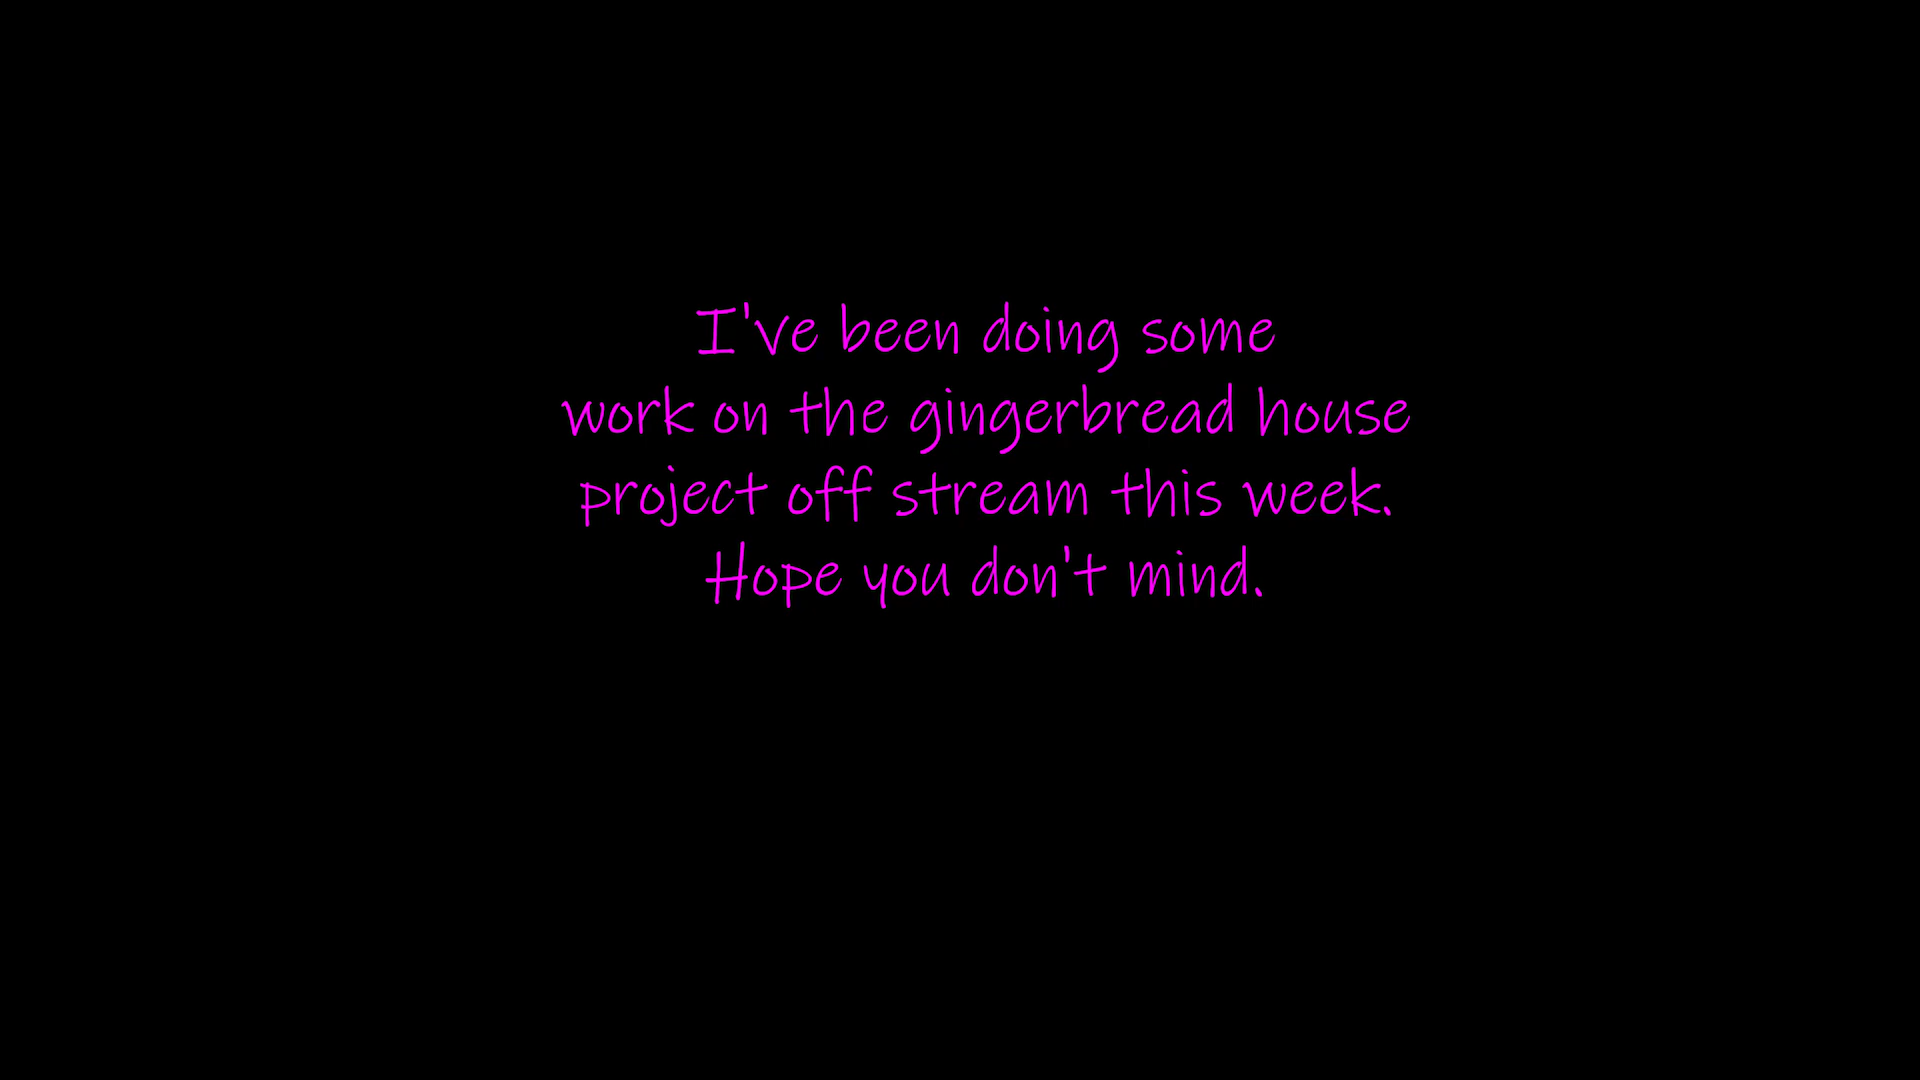 I've been doing some
work on the gingerbread house
project off stream this week.
Hope you don't mind.